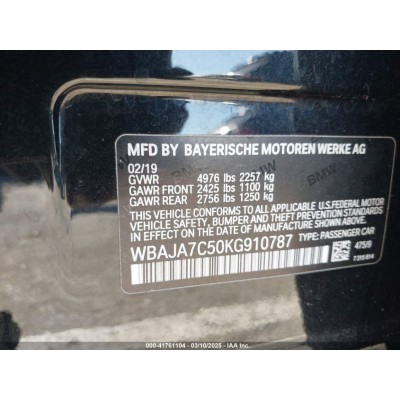 MFD BY BAYERISCHE MOTOREN WERKE AG
02/19
GVWR 4976 lbs 2257 kg
GAWR FRONT 2425 lbs 1100 kg
GAWR REAR 2756 lbs 1250 kg
THIS VEHICLE CONFORMS TO ALL APPLICABLE U.S. FEDERAL MOTOR
VEHICLE SAFETY, BUMPER, AND THEFT PREVENTION STANDARDS
IN EFFECT ON THE DATE OF MANUFACTURE SHOWN ABOVE.
WBAJA7C50KG910787 TYPE: PASSENGER CAR
475/9
7 315 614
000-41761104 - 03/10/2025 - IAA Inc.